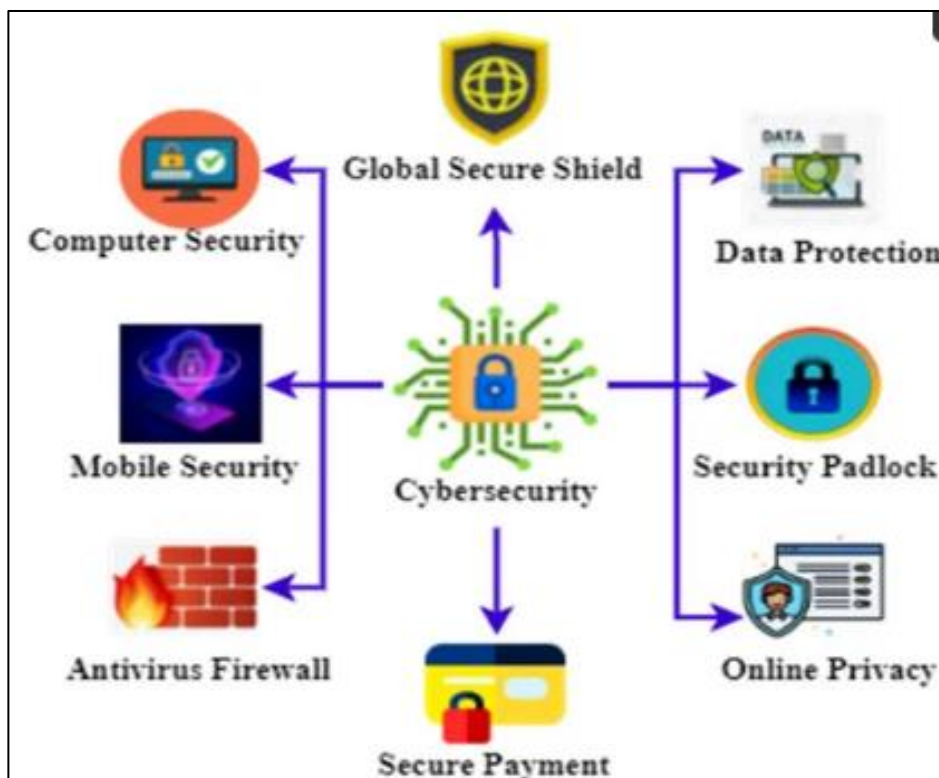 Global Secure Shield
Computer Security
DATA
Data Protection
Mobile Security
Cybersecurity
Security Padlock
Antivirus Firewall
Online Privacy
Secure Payment